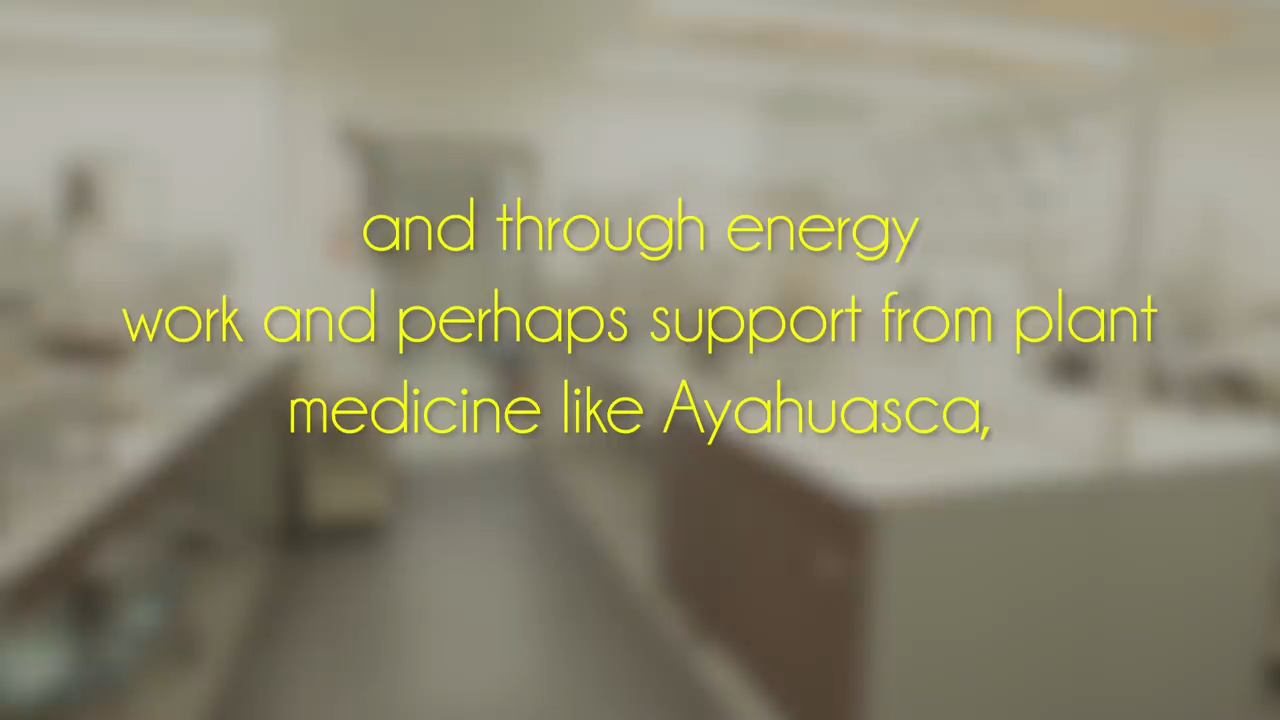 and through energy
work and perhaps support from plant
medicine like Ayahuasca,